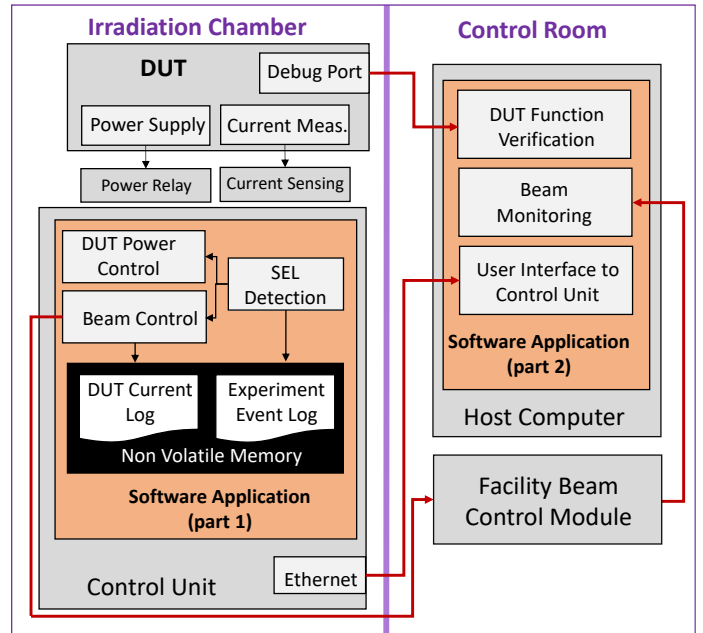 Irradiation Chamber
DUT
Debug Port
Power Supply
Current Meas.
Power Relay
Current Sensing
DUT Power
Control
SEL
Detection
Beam Control
DUT Current
Log
Experiment
Event Log
Non Volatile Memory
Software Application
(part 1)
Ethernet
Control Unit
Control Room
DUT Function
Verification
Beam
Monitoring
User Interface to
Control Unit
Software Application
(part 2)
Host Computer
Facility Beam
Control Module